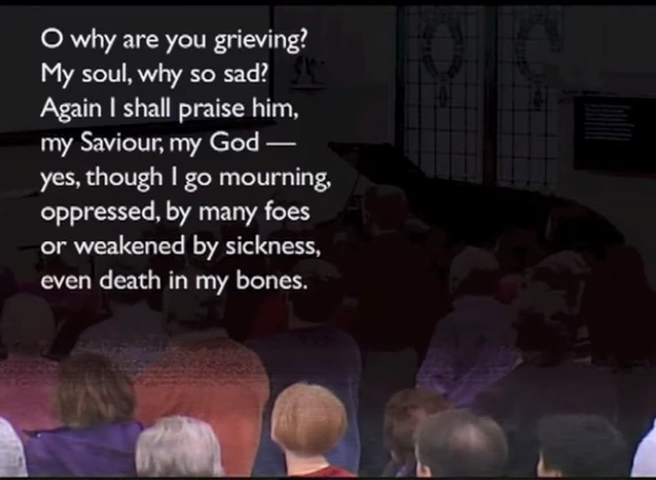 O why are you grieving?
My soul, why so sad?
Again I shall praise him,
my Saviour, my God —
yes, though I go mourning,
oppressed, by many foes
or weakened by sickness,
even death in my bones.